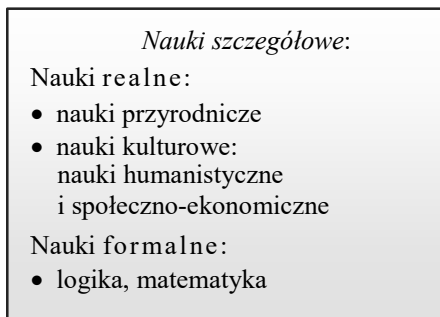 Nauki szczegółowe:
Nauki realne:
• nauki przyrodnicze
• nauki kulturowe:
nauki humanistyczne
i społeczno-ekonomiczne
Nauki formalne:
• logika, matematyka